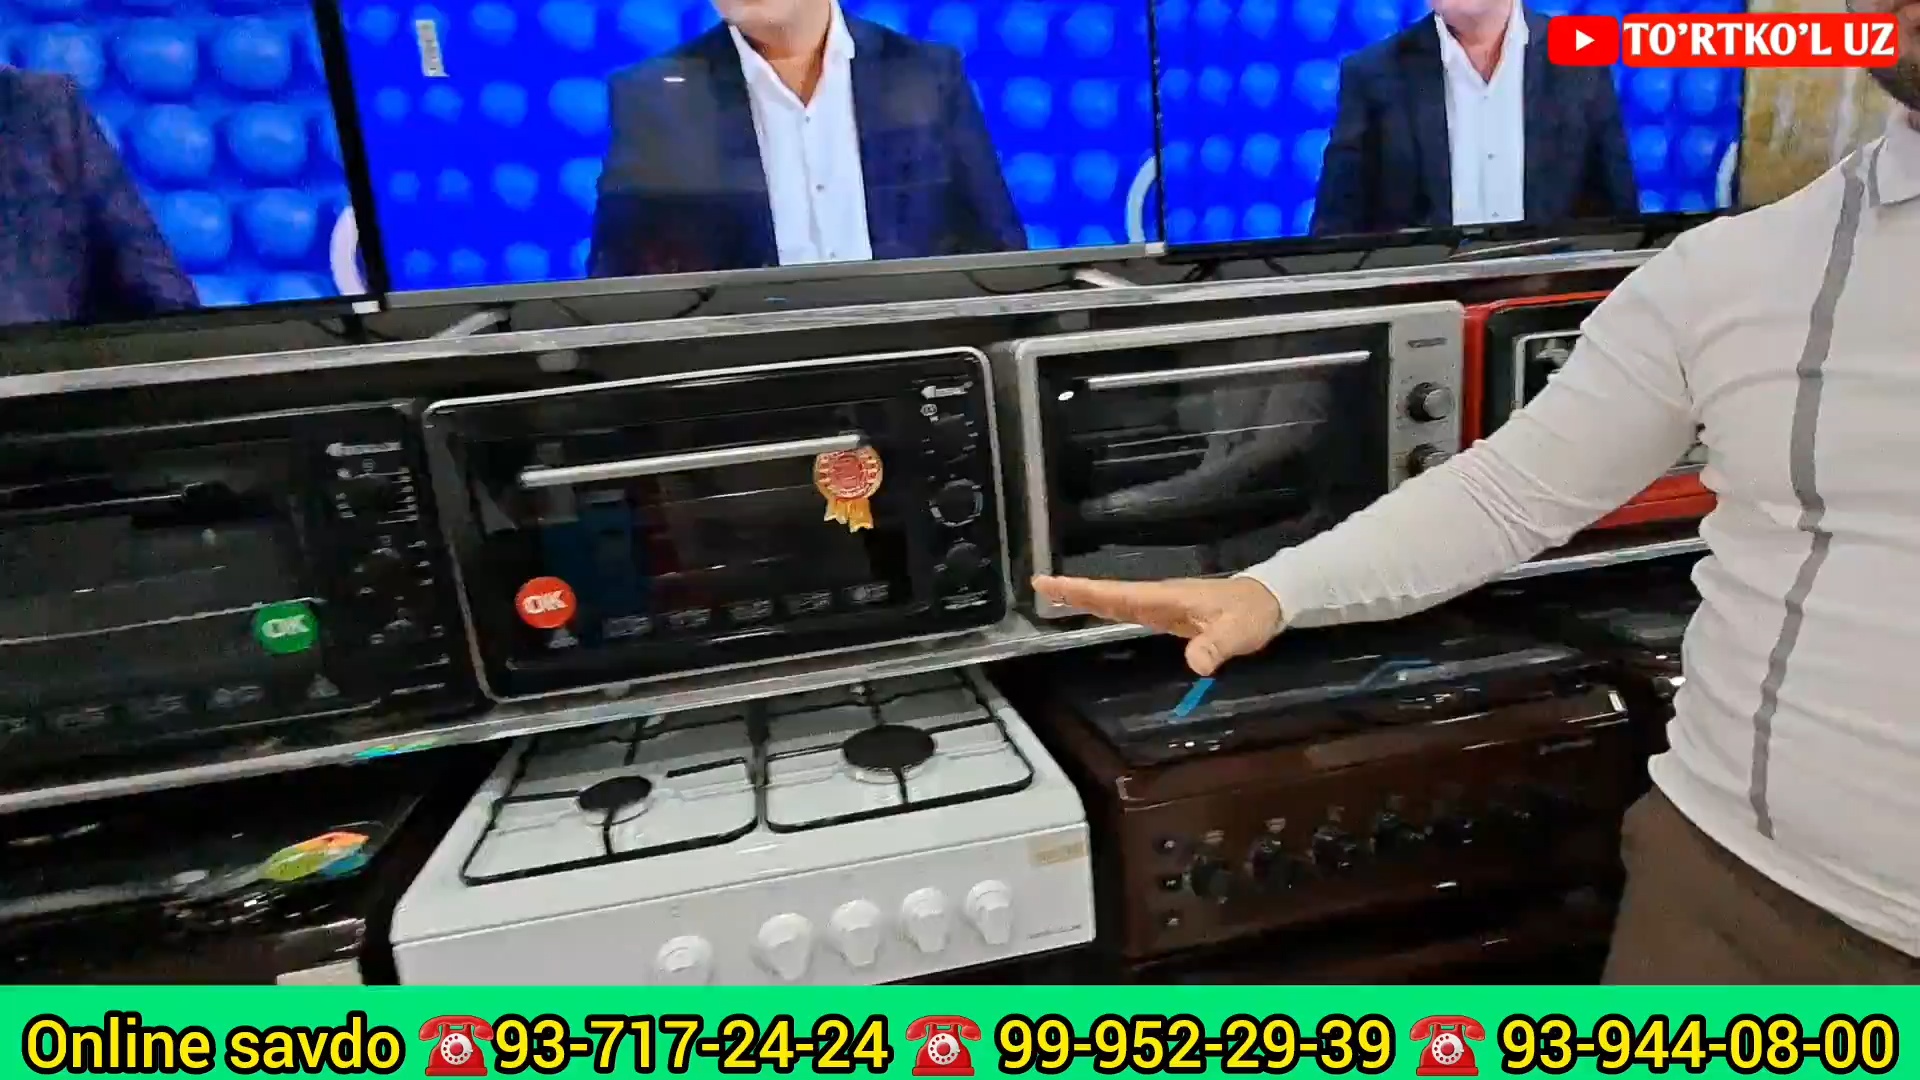 TO'RTKO'L UZ
OK
OK
Online savdo ☎93-717-24-24 ☎ 99-952-29-39 ☎ 93-944-08-00